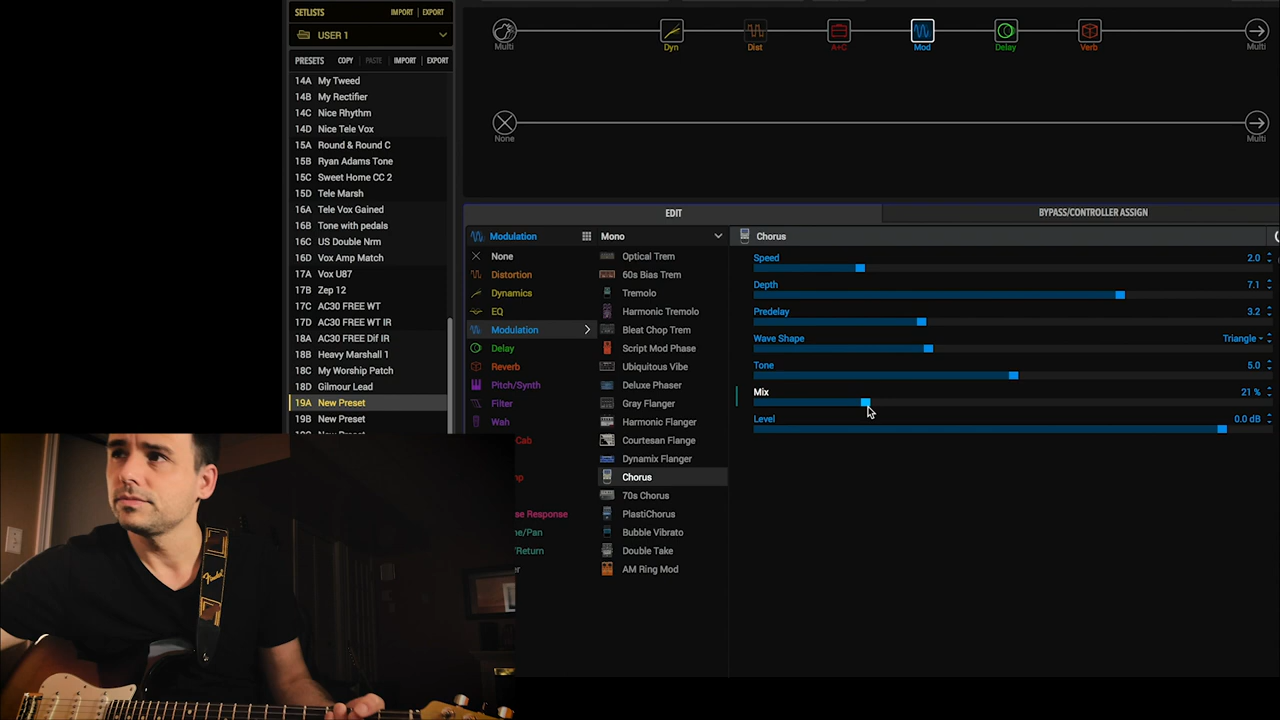 SETLISTS IMPORT EXPORT
USER 1
PRESETS COPY PASTE IMPORT EXPORT
14A My Tweed
14B My Rectifier
14C Nice Rhythm
14D Nice Tele Vox
15A Round & Round C
15B Ryan Adams Tone
15C Sweet Home CC 2
15D Tele Marsh
16A Tele Vox Gained
16B Tone with pedals
16C US Double Nrm
16D Vox Amp Match
17A Vox U87
17B Zep 12
17C AC30 FREE WT
17D AC30 FREE WT IR
18A AC30 FREE Dif IR
18B Heavy Marshall 1
18C My Worship Patch
18D Gilmour Lead
19A New Preset
19B New Preset
Multi Dyn Dist A+C Mod Delay Verb Multi
None Multi
EDIT BYPASS/CONTROLLER ASSIGN
Modulation Mono Chorus
None
Distortion
Dynamics
EQ
Modulation
Delay
Reverb
Pitch/Synth
Filter
Wah
Cab
p
se Response
ne/Pan
/Return
r
Optical Trem
60s Bias Trem
Tremolo
Harmonic Tremolo
Bleat Chop Trem
Script Mod Phase
Ubiquitous Vibe
Deluxe Phaser
Gray Flanger
Harmonic Flanger
Courtesan Flange
Dynamix Flanger
Chorus
70s Chorus
PlastiChorus
Bubble Vibrato
Double Take
AM Ring Mod
Speed 2.0
Depth 7.1
Predelay 3.2
Wave Shape Triangle
Tone 5.0
Mix 21 %
Level 0.0 dB
Fender